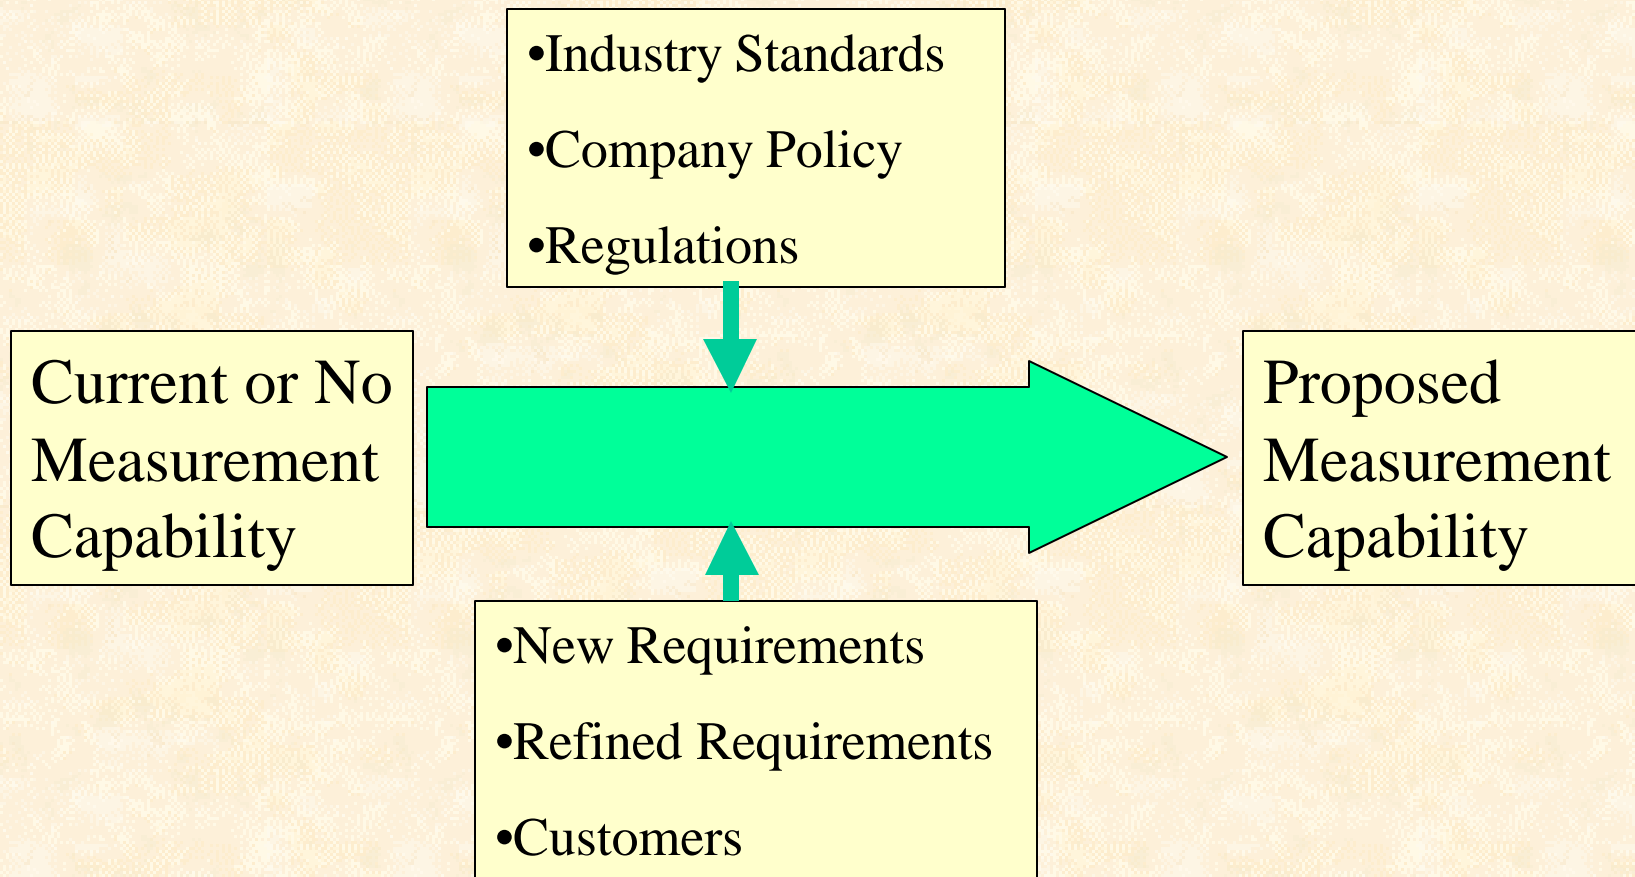 •Industry Standards
•Company Policy
•Regulations
Current or No
Measurement
Capability
Proposed
Measurement
Capability
•New Requirements
•Refined Requirements
•Customers